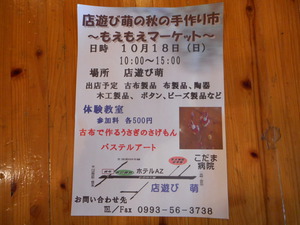 店遊び萌の秋の手作り市
～もえもえマーケット～
日時 10月18日(日)
10:00～15:00
場所 店遊び萌
出店予定 古布製品 布製品、陶器
木工製品、ボタン、ビーズ製品など
体験教室
参加料 各500円
古布で作るうさぎのさげもん
パステルアート
こだま
病院
ホテルAZ
店遊び 萌
お問い合わせ先
℡/Fax 0993-56-3738